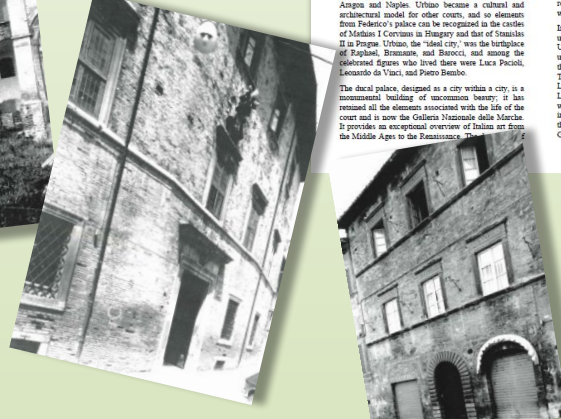 Aragon and Naples. Urbino became a cultural and
architectural model for other courts, and so elements
from Federico's palace can be recognized in the castles
of Mathias I Corvinus in Hungary and that of Stanislas
II in Prague. Urbino, the "ideal city,' was the birthplace
of Raphael, Bramante, and Barocci, and among the
celebrated figures who lived there were Luca Pacioli,
Leonardo da Vinci, and Pietro Bembo.
The ducal palace, designed as a city within a city, is a
monumental building of uncommon beauty; it has
retained all the elements associated with the life of the
court and is now the Galleria Nazionale delle Marche.
It provides an exceptional overview of Italian art from
the Middle Ages to the Renaissance. The